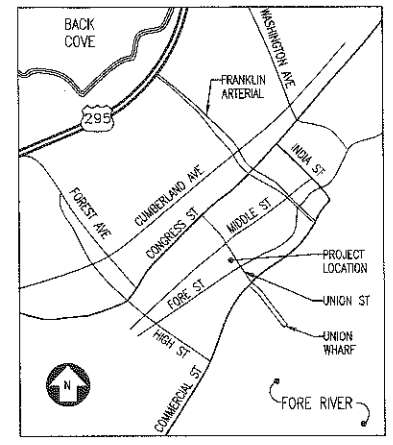 BACK
COVE
WASHINGTON AVE
FRANKLIN
ARTERIAL
295
INDIA ST
FOREST AVE
CUMBERLAND AVE
CONGRESS ST
MIDDLE ST
PROJECT
LOCATION
FORE ST
UNION ST
UNION
WHARF
HIGH ST
N
COMMERCIAL ST
FORE RIVER